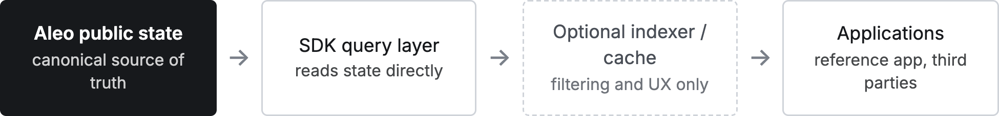 Aleo public state
canonical source of
truth
→
SDK query layer
reads state directly
→
Optional indexer /
cache
filtering and UX only
→
Applications
reference app, third
parties